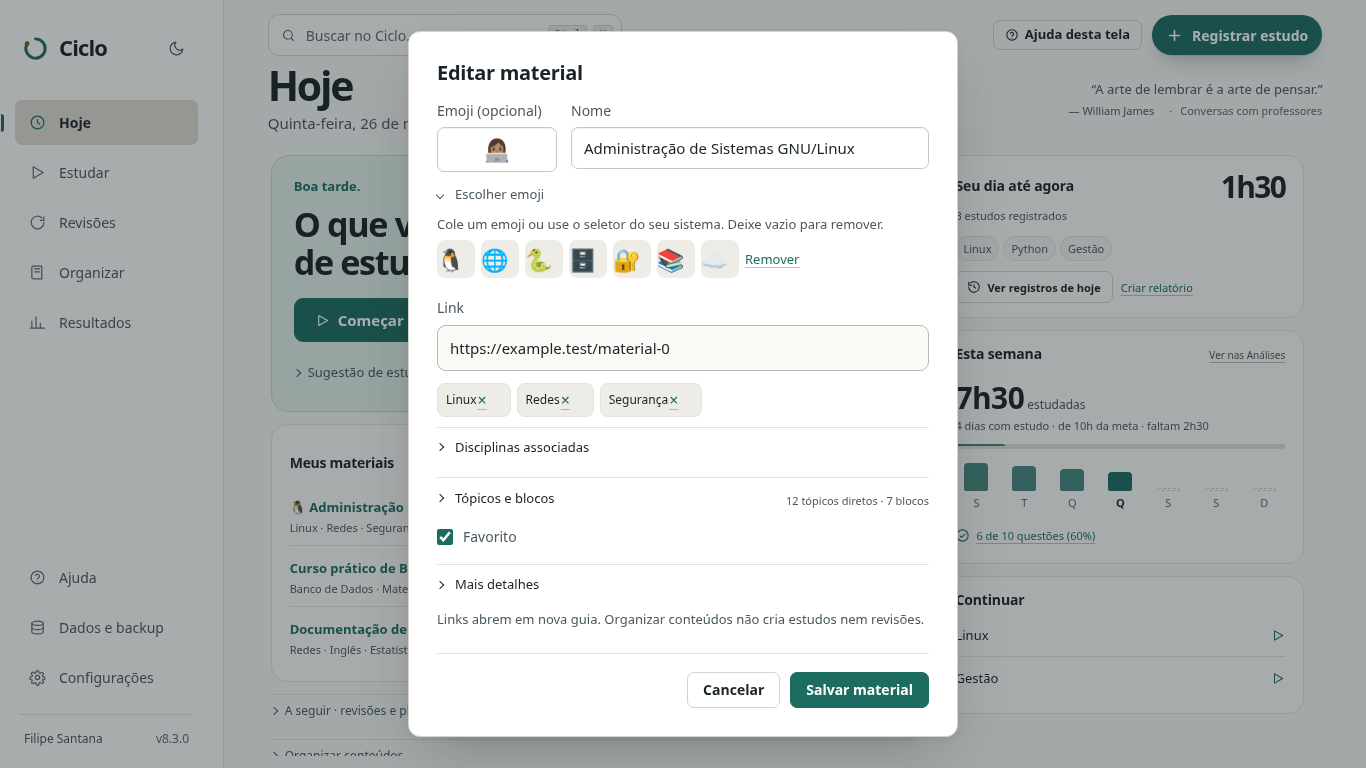 Ciclo
Hoje
Estudar
Revisões
Organizar
Resultados
Ajuda
Dados e backup
Configurações
Filipe Santana v8.3.0
Buscar no Ciclo.
Ajuda desta tela
Registrar estudo
Hoje
Quinta-feira, 26 de
“A arte de lembrar é a arte de pensar.”
— William James · Conversas com professores
Boa tarde.
O que
de estu
Começar
Sugestão de estu
Meus materiais
Administração
Linux · Redes · Seguran
Curso prático de B
Banco de Dados · Mate
Documentação de
Redes · Inglês · Estatíst
A seguir · revisões e pl
Organizar conteúdos
Editar material
Emoji (opcional) Nome
Administração de Sistemas GNU/Linux
Escolher emoji
Cole um emoji ou use o seletor do seu sistema. Deixe vazio para remover.
Remover
Link
https://example.test/material-0
Linux× Redes× Segurança×
Disciplinas associadas
Tópicos e blocos 12 tópicos diretos · 7 blocos
Favorito
Mais detalhes
Links abrem em nova guia. Organizar conteúdos não cria estudos nem revisões.
Cancelar Salvar material
Seu dia até agora 1h30
3 estudos registrados
Linux Python Gestão
Ver registros de hoje Criar relatório
Esta semana Ver nas Análises
7h30 estudadas
4 dias com estudo · de 10h da meta · faltam 2h30
S T Q Q S S D
6 de 10 questões (60%)
Continuar
Linux
Gestão